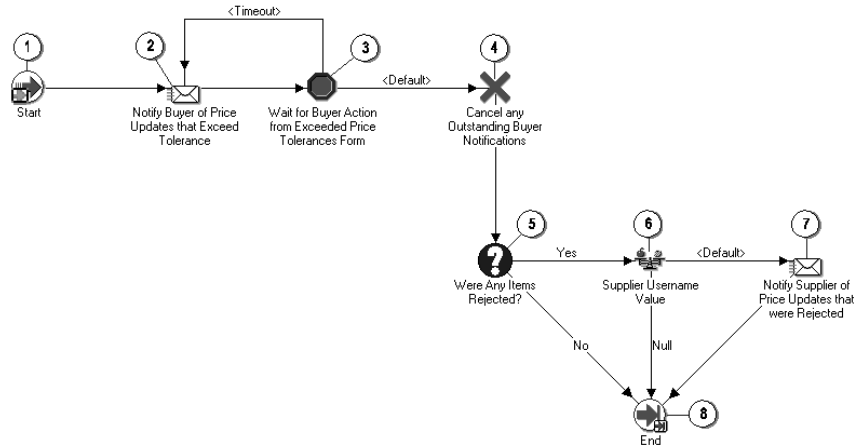 <Timeout>
1
2
3
4
<Default>
Start
Notify Buyer of Price
Updates that Exceed
Tolerance
Wait for Buyer Action
from Exceeded Price
Tolerances Form
Cancel any
Outstanding Buyer
Notifications
5
6
7
Yes
<Default>
Were Any Items
Rejected?
Supplier Username
Value
Notify Supplier of
Price Updates that
were Rejected
No
Null
8
End